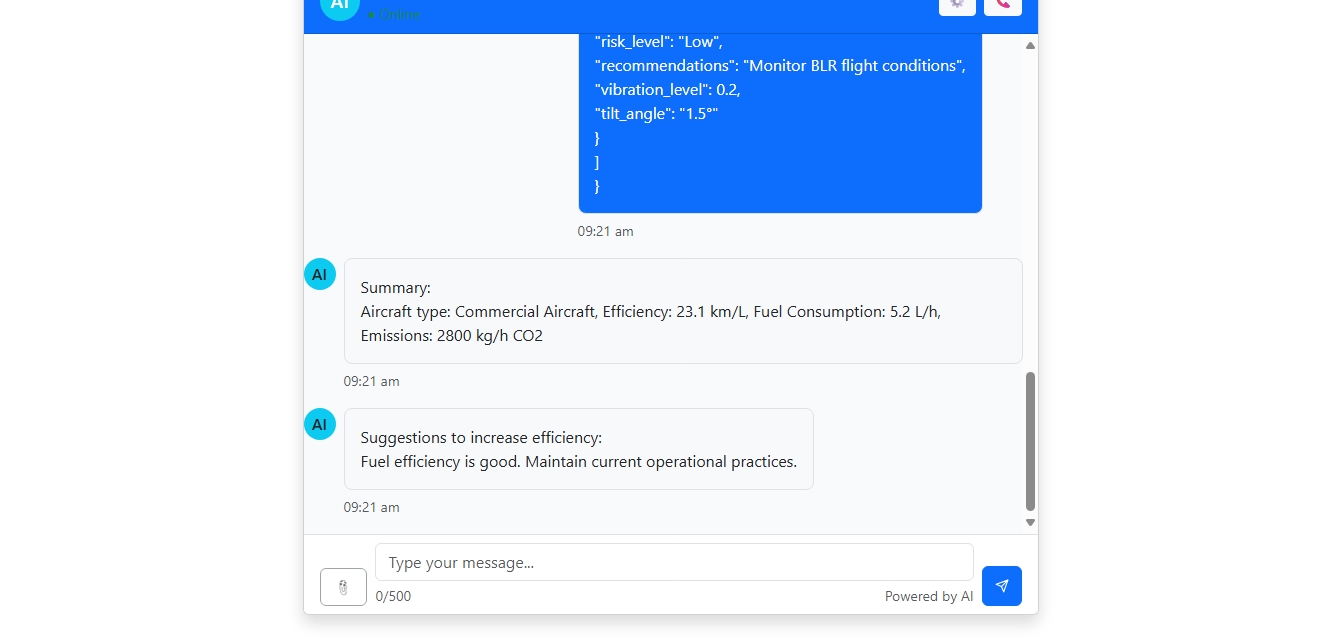 AI
Online
"risk_level": "Low",
"recommendations": "Monitor BLR flight conditions",
"vibration_level": 0.2,
"tilt_angle": "1.5°"
}
]
}
09:21 am
AI
Summary:
Aircraft type: Commercial Aircraft, Efficiency: 23.1 km/L, Fuel Consumption: 5.2 L/h,
Emissions: 2800 kg/h CO2
09:21 am
AI
Suggestions to increase efficiency:
Fuel efficiency is good. Maintain current operational practices.
09:21 am
Type your message...
0/500
Powered by AI